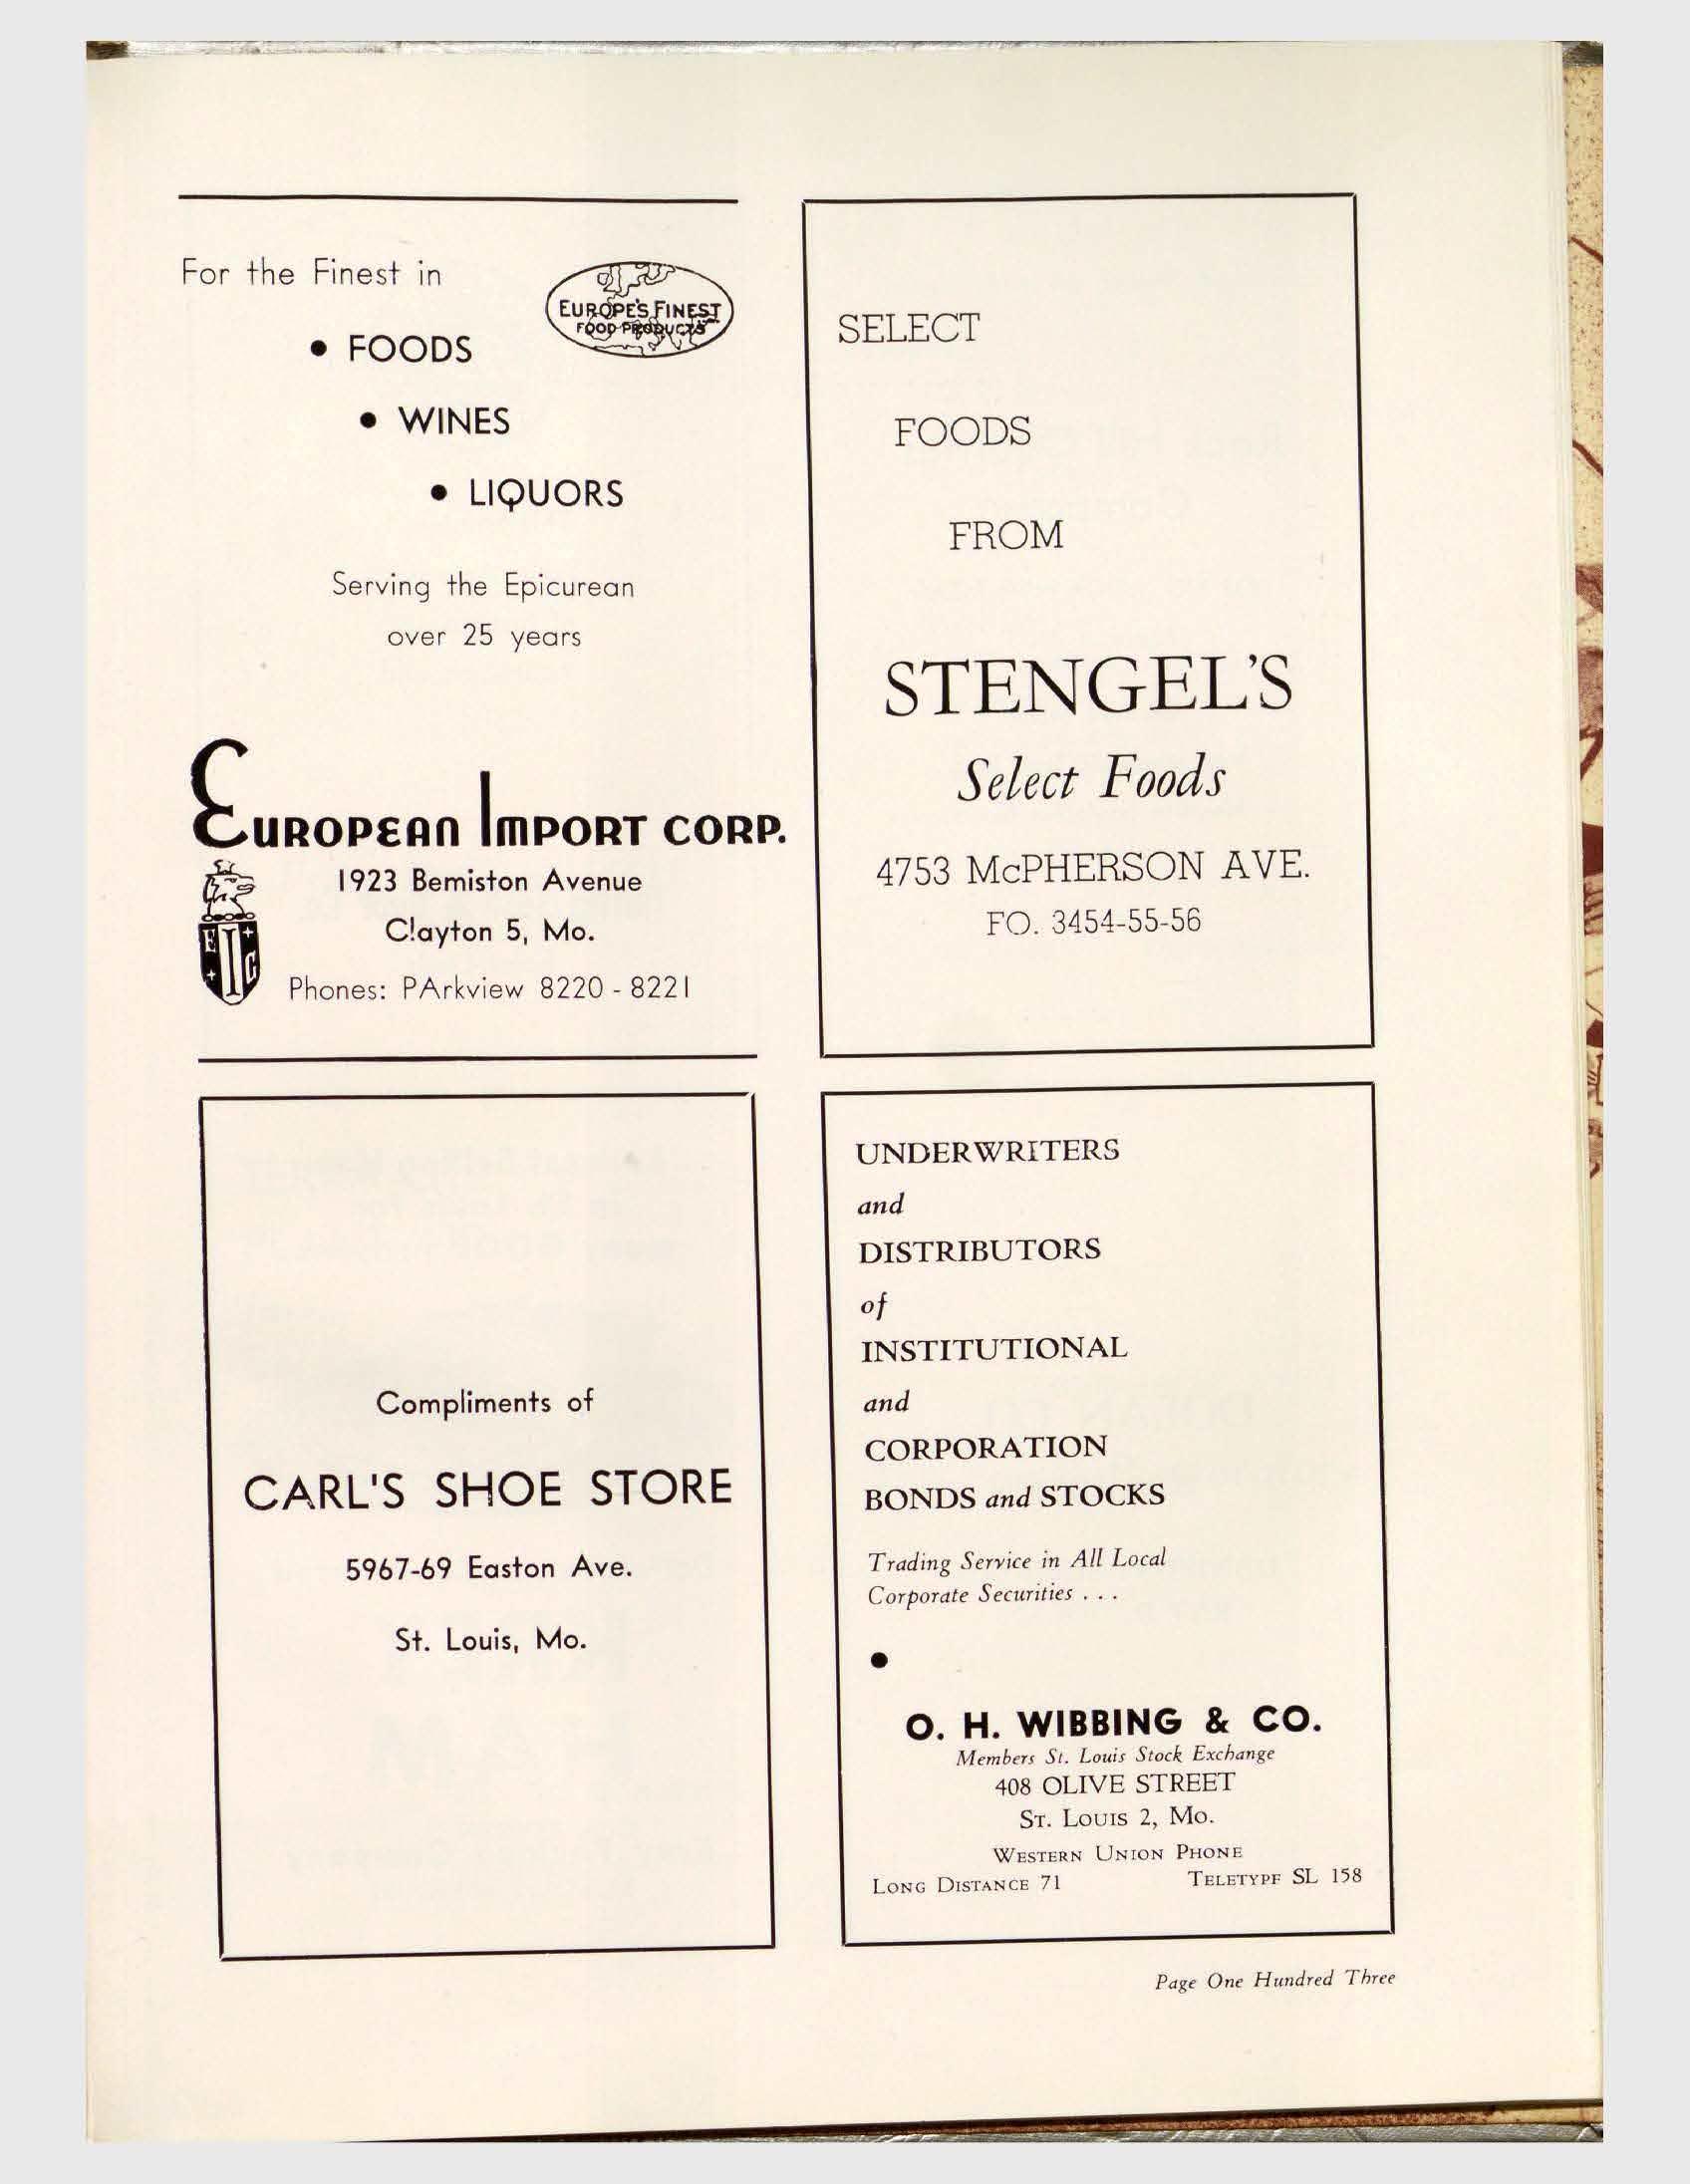 For the Finest in
EUROPE'S FINEST
FOOD PRODUCTS
• FOODS
• WINES
• LIQUORS
Serving the Epicurean
over 25 years
EUROPEAN IMPORT CORP.
1923 Bemiston Avenue
Clayton 5, Mo.
Phones: PArkview 8220 - 8221
E I C
SELECT
FOODS
FROM
STENGEL'S
Select Foods
4753 McPHERSON AVE.
FO. 3454-55-56
Compliments of
CARL'S SHOE STORE
5967-69 Easton Ave.
St. Louis, Mo.
UNDERWRITERS
and
DISTRIBUTORS
of
INSTITUTIONAL
and
CORPORATION
BONDS and STOCKS
Trading Service in All Local
Corporate Securities . . .
•
O. H. WIBBING & CO.
Members St. Louis Stock Exchange
408 OLIVE STREET
ST. LOUIS 2, MO.
WESTERN UNION PHONE
LONG DISTANCE 71 TELETYPE SL 158
Page One Hundred Three